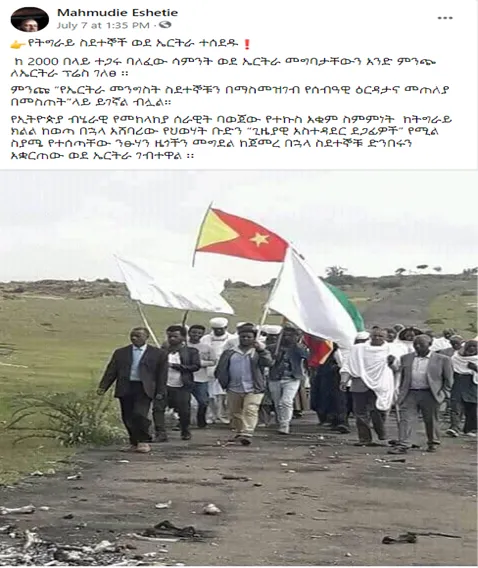 Mahmudie Eshetie
July 7 at 1:35 PM ·
👉የትግራይ ስደተኞች ወደ ኤርትራ ተሰደዱ❗
ከ 2000 በላይ ተጋሩ ባለፈው ሳምንት ወደ ኤርትራ መግባታቸውን አንድ ምንጭ
ለኤርትራ ፕሬስ ገለፀ ፡፡
ምንጩ "የኤርትራ መንግስት ስደተኞቹን በማስመዝገብ የሰብዓዊ ዕርዳታና መጠለያ
በመስጠት"ላይ ይገኛል ብሏል፡፡
የኢትዮጵያ ብሄራዊ የመከላከያ ሰራዊት ባወጀው የተኩስ አቁም ስምምነት ከትግራይ
ክልል ከወጣ በኋላ አሸባሪው የህወሃት ቡድን "ጊዜያዊ አስተዳደር ደጋፊዎች" የሚል
ስያሜ የተሰጣቸው ንፁሃን ዜጎችን መግደል ከጀመረ በኋላ ስደተኞቹ ድንበሩን
አቋርጠው ወደ ኤርትራ ገብተዋል ፡፡